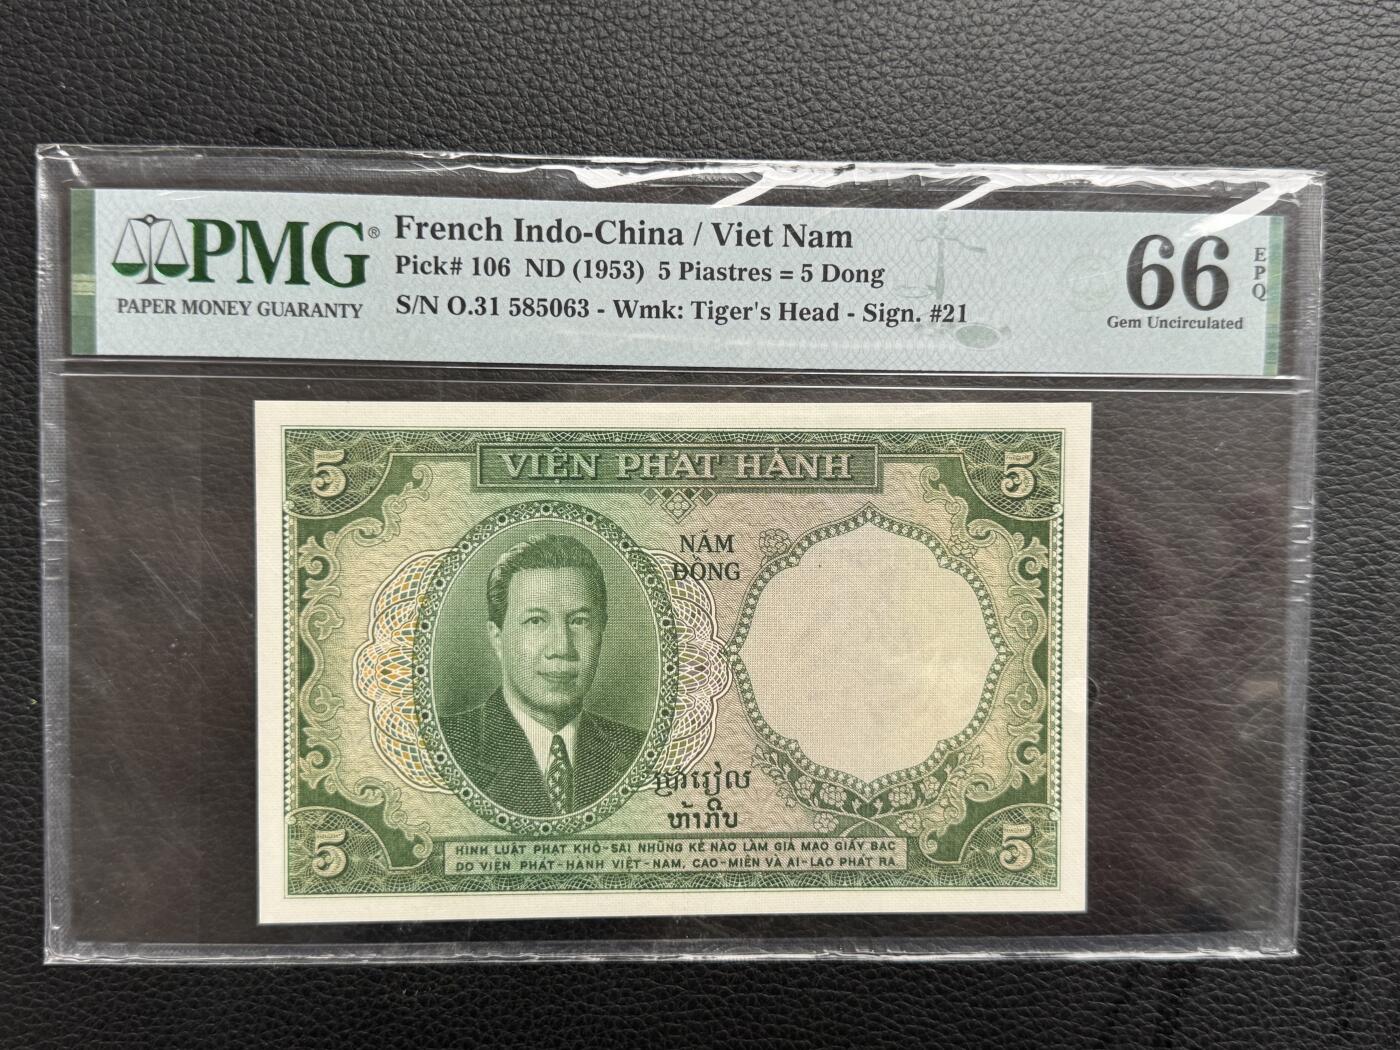 PMG®
PAPER MONEY GUARANTY
French Indo-China / Viet Nam
Pick# 106 ND (1953) 5 Piastres = 5 Dong
S/N O.31 585063 - Wmk: Tiger's Head - Sign. #21
66
EPQ
Gem Uncirculated
5
VIỆN PHÁT HÀNH
5
NĂM
ĐỒNG
ប្រាំរៀល
ຫ້າກີບ
5
HÌNH LUẬT PHẠT KHỔ-SAI NHỮNG KẺ NÀO LÀM GIẢ MẠO GIẤY BẠC
DO VIỆN PHÁT-HÀNH VIỆT-NAM, CAO-MIÊN VÀ AI-LAO PHÁT RA
5